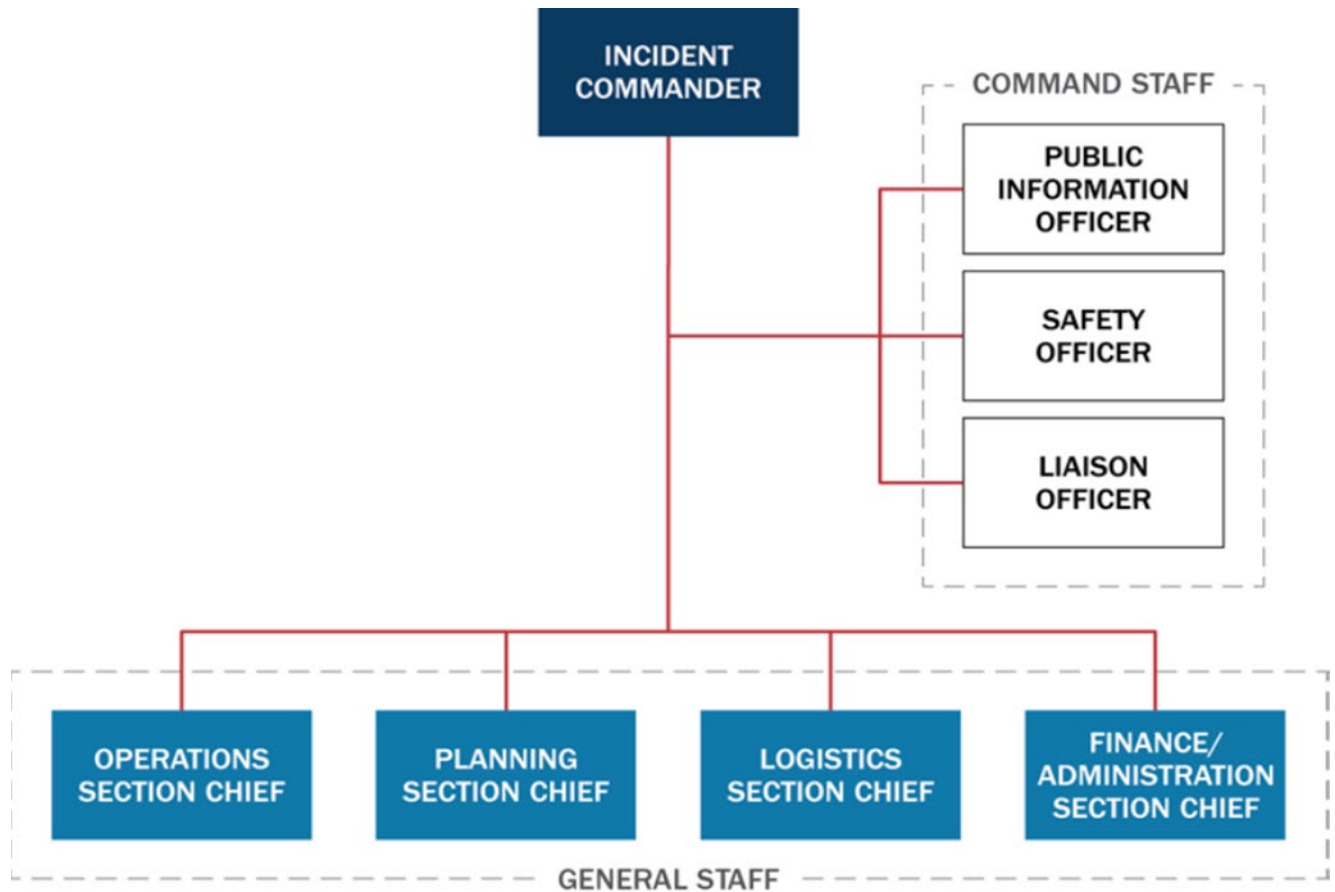 INCIDENT
COMMANDER
COMMAND STAFF
PUBLIC
INFORMATION
OFFICER
SAFETY
OFFICER
LIAISON
OFFICER
OPERATIONS
SECTION CHIEF
PLANNING
SECTION CHIEF
LOGISTICS
SECTION CHIEF
FINANCE/
ADMINISTRATION
SECTION CHIEF
GENERAL STAFF